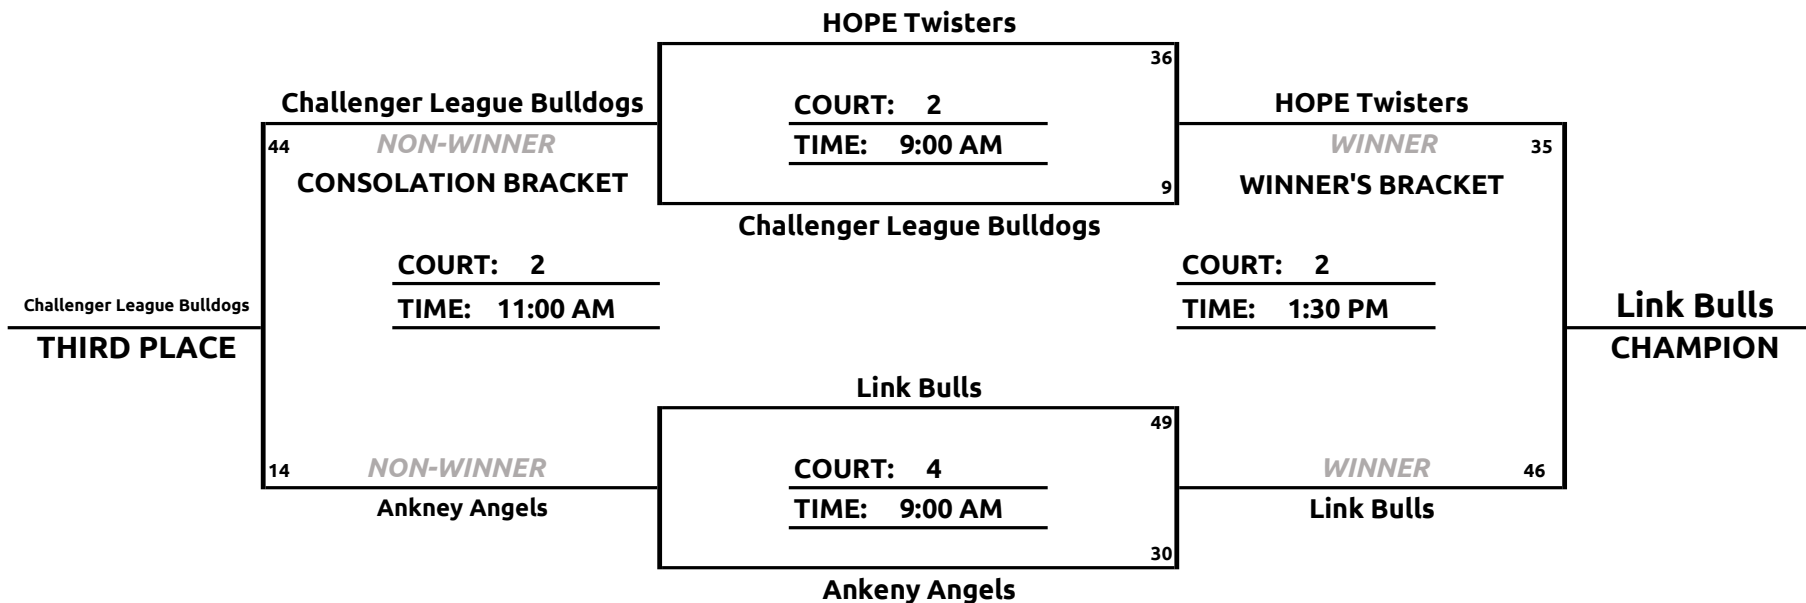 HOPE Twisters
36
Challenger League Bulldogs
COURT: 2
HOPE Twisters
44
NON-WINNER
TIME: 9:00 AM
WINNER
35
CONSOLATION BRACKET
9
WINNER'S BRACKET
Challenger League Bulldogs
COURT: 2
COURT: 2
Challenger League Bulldogs
TIME: 11:00 AM
TIME: 1:30 PM
Link Bulls
THIRD PLACE
CHAMPION
Link Bulls
49
14
NON-WINNER
COURT: 4
WINNER
46
Ankney Angels
TIME: 9:00 AM
Link Bulls
30
Ankeny Angels